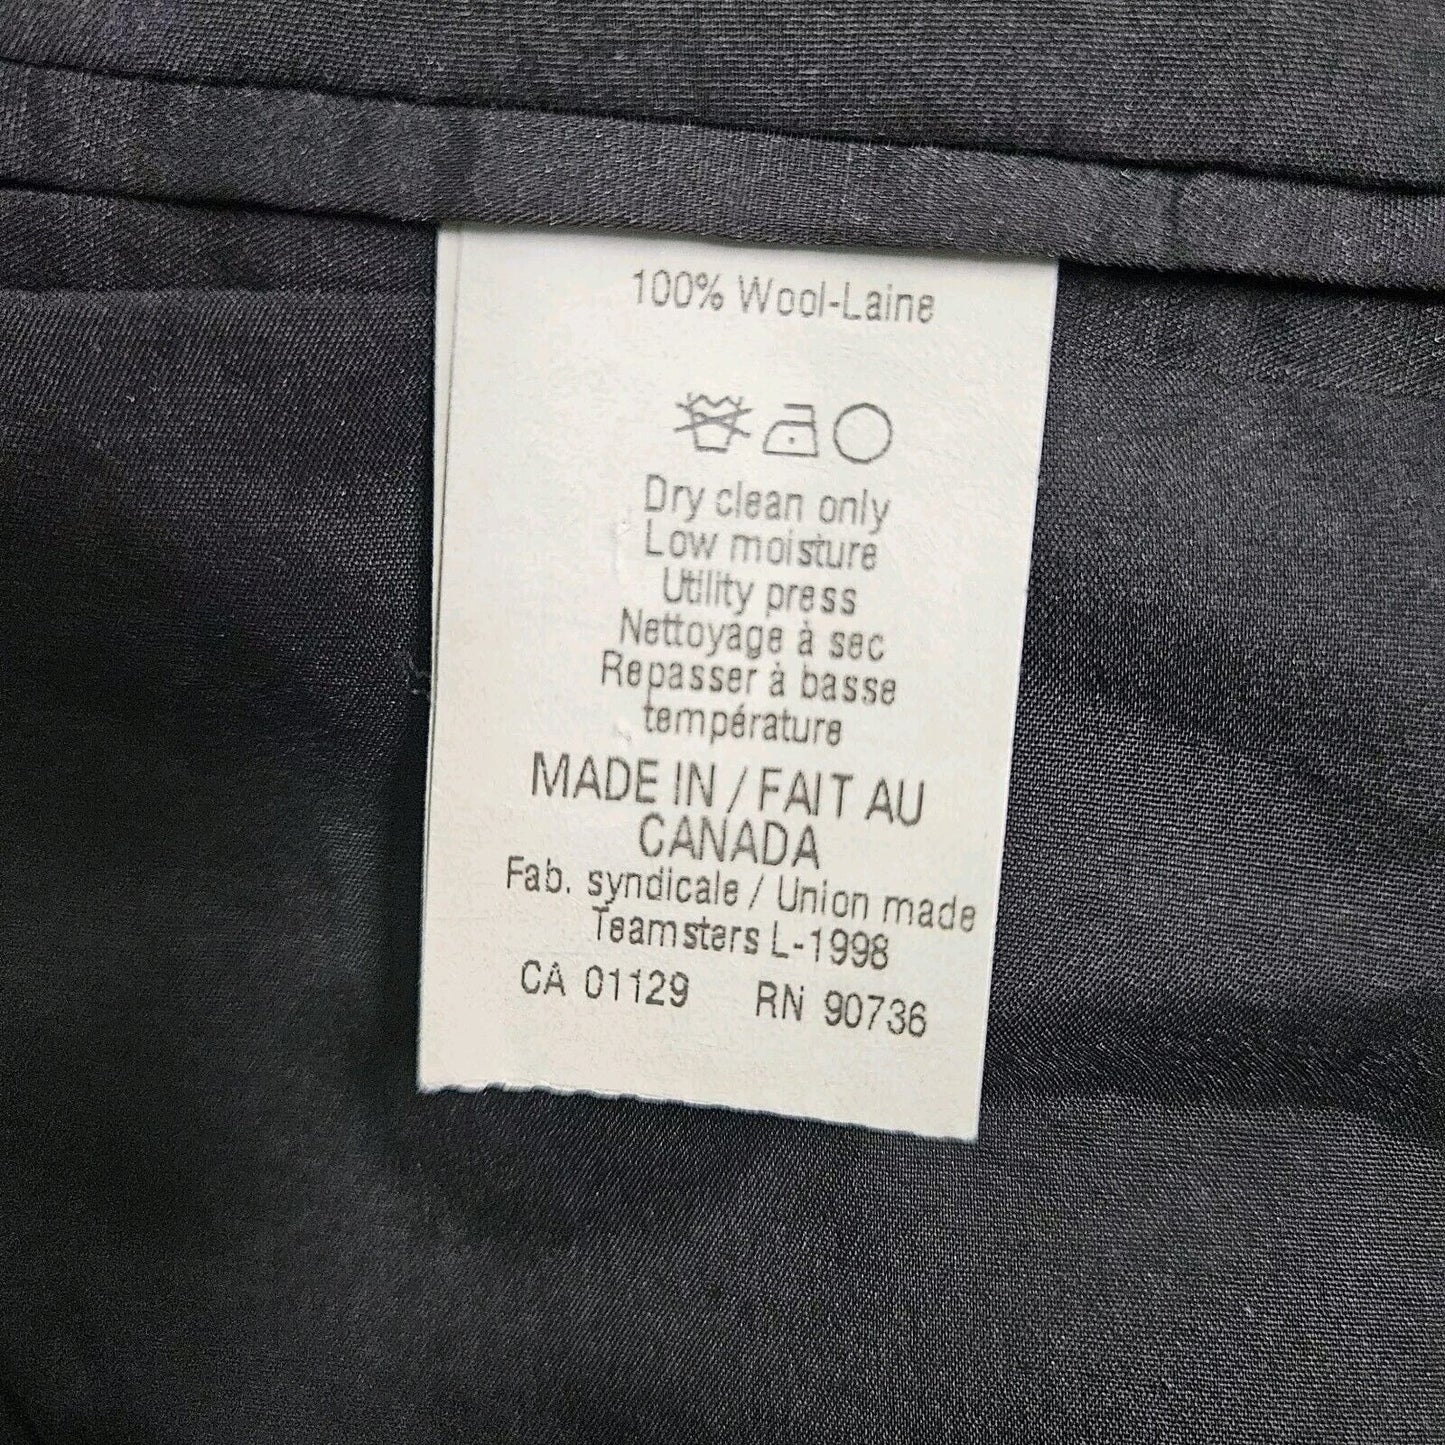 100% Wool-Laine
Dry clean only
Low moisture
Utility press
Nettoyage à sec
Repasser à basse
température
MADE IN / FAIT AU
CANADA
Fab. syndicale / Union made
Teamsters L-1998
CA 01129 RN 90736